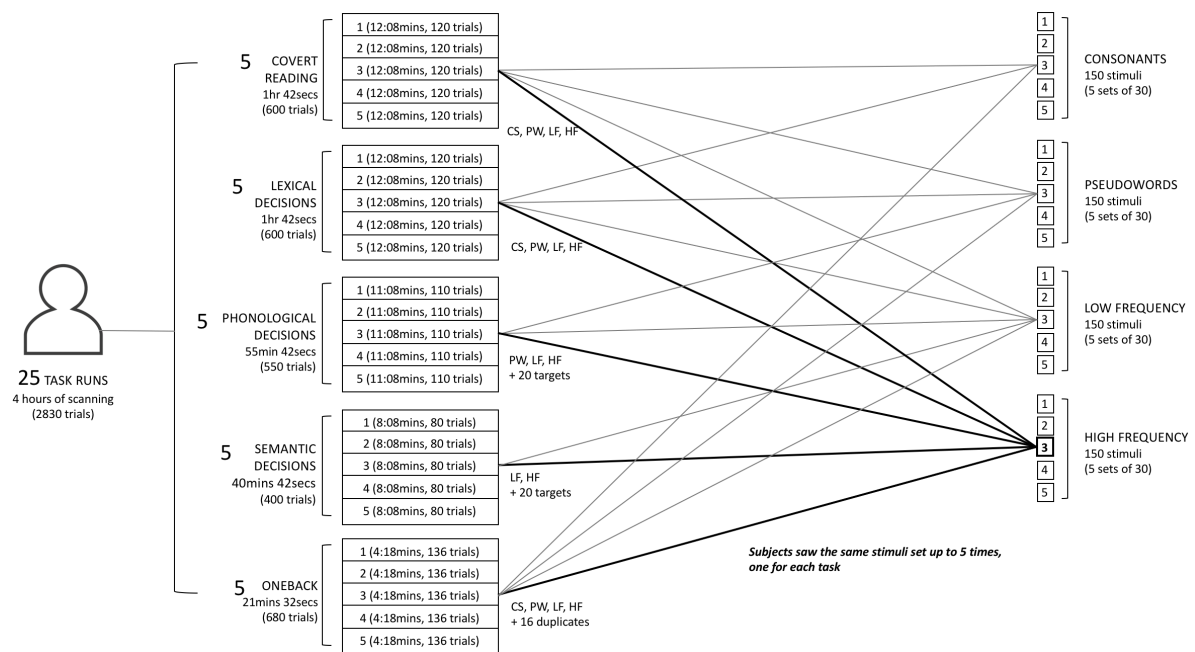 25 TASK RUNS
4 hours of scanning
(2830 trials)
5 COVERT
READING
1hr 42secs
(600 trials)
1 (12:08mins, 120 trials)
2 (12:08mins, 120 trials)
3 (12:08mins, 120 trials)
4 (12:08mins, 120 trials)
5 (12:08mins, 120 trials)
CS, PW, LF, HF
5 LEXICAL
DECISIONS
1hr 42secs
(600 trials)
1 (12:08mins, 120 trials)
2 (12:08mins, 120 trials)
3 (12:08mins, 120 trials)
4 (12:08mins, 120 trials)
5 (12:08mins, 120 trials)
CS, PW, LF, HF
5 PHONOLOGICAL
DECISIONS
55min 42secs
(550 trials)
1 (11:08mins, 110 trials)
2 (11:08mins, 110 trials)
3 (11:08mins, 110 trials)
4 (11:08mins, 110 trials)
5 (11:08mins, 110 trials)
PW, LF, HF
+ 20 targets
5 SEMANTIC
DECISIONS
40mins 42secs
(400 trials)
1 (8:08mins, 80 trials)
2 (8:08mins, 80 trials)
3 (8:08mins, 80 trials)
4 (8:08mins, 80 trials)
5 (8:08mins, 80 trials)
LF, HF
+ 20 targets
5 ONEBACK
21mins 32secs
(680 trials)
1 (4:18mins, 136 trials)
2 (4:18mins, 136 trials)
3 (4:18mins, 136 trials)
4 (4:18mins, 136 trials)
5 (4:18mins, 136 trials)
CS, PW, LF, HF
+ 16 duplicates
1
2
3
4
5
CONSONANTS
150 stimuli
(5 sets of 30)
1
2
3
4
5
PSEUDOWORDS
150 stimuli
(5 sets of 30)
1
2
3
4
5
LOW FREQUENCY
150 stimuli
(5 sets of 30)
1
2
3
4
5
HIGH FREQUENCY
150 stimuli
(5 sets of 30)
Subjects saw the same stimuli set up to 5 times,
one for each task